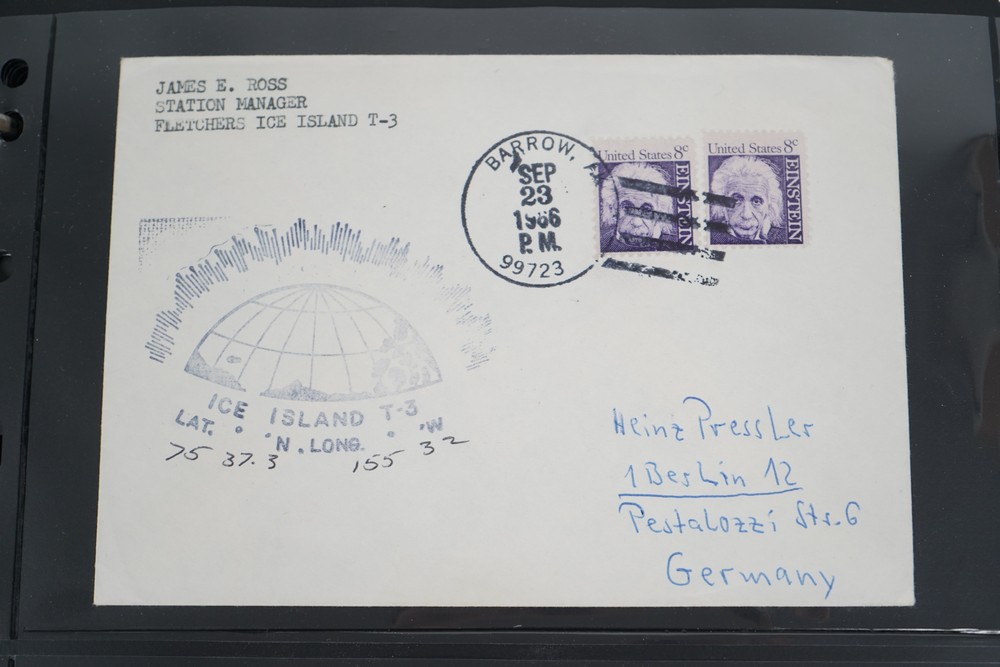 JAMES E. ROSS
STATION MANAGER
FLETCHERS ICE ISLAND T-3
BARROW,
SEP
23
1966
P.M.
99723
United States 8c
EINSTEIN
United States 8c
EINSTEIN
ICE ISLAND T-3
LAT. ° 'N. LONG. ° 'W
75 37.3 155 32
Heinz Pressler
1 Berlin 12
Pestalozzi Str. 6
Germany